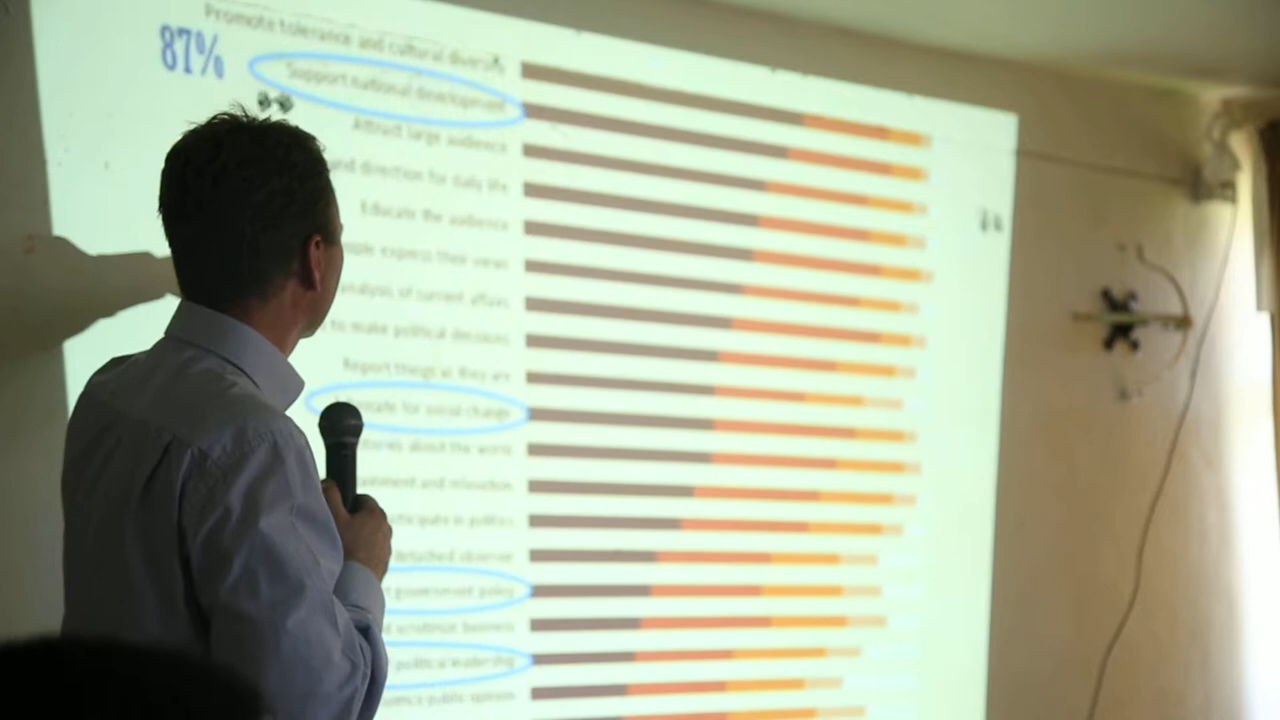 Promote tolerance and cultural diversity
87%
Support national development
Attract large audience
and direction for daily life
Educate the audience
express their views
analysis of current affairs
to make political decisions
Report things as they are
for social change
stories about the world
and relaxation
participate in politics
detached observer
government policy
scrutinize business
political leadership
public opinion